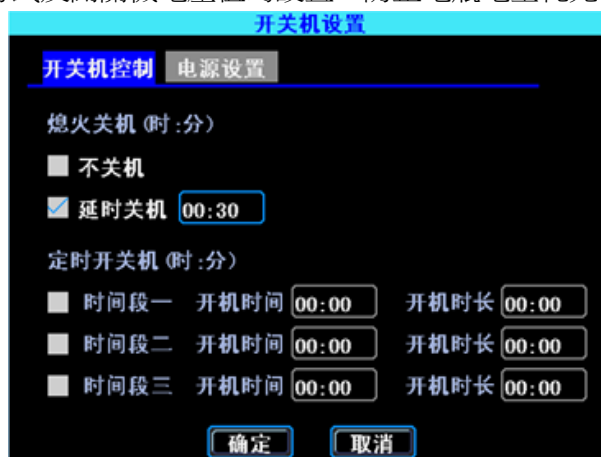 开关机设置
开关机控制 电源设置
熄火关机(时:分)
不关机
延时关机 00:30
定时开关机(时:分)
时间段一 开机时间 00:00 开机时长 00:00
时间段二 开机时间 00:00 开机时长 00:00
时间段三 开机时间 00:00 开机时长 00:00
确定 取消